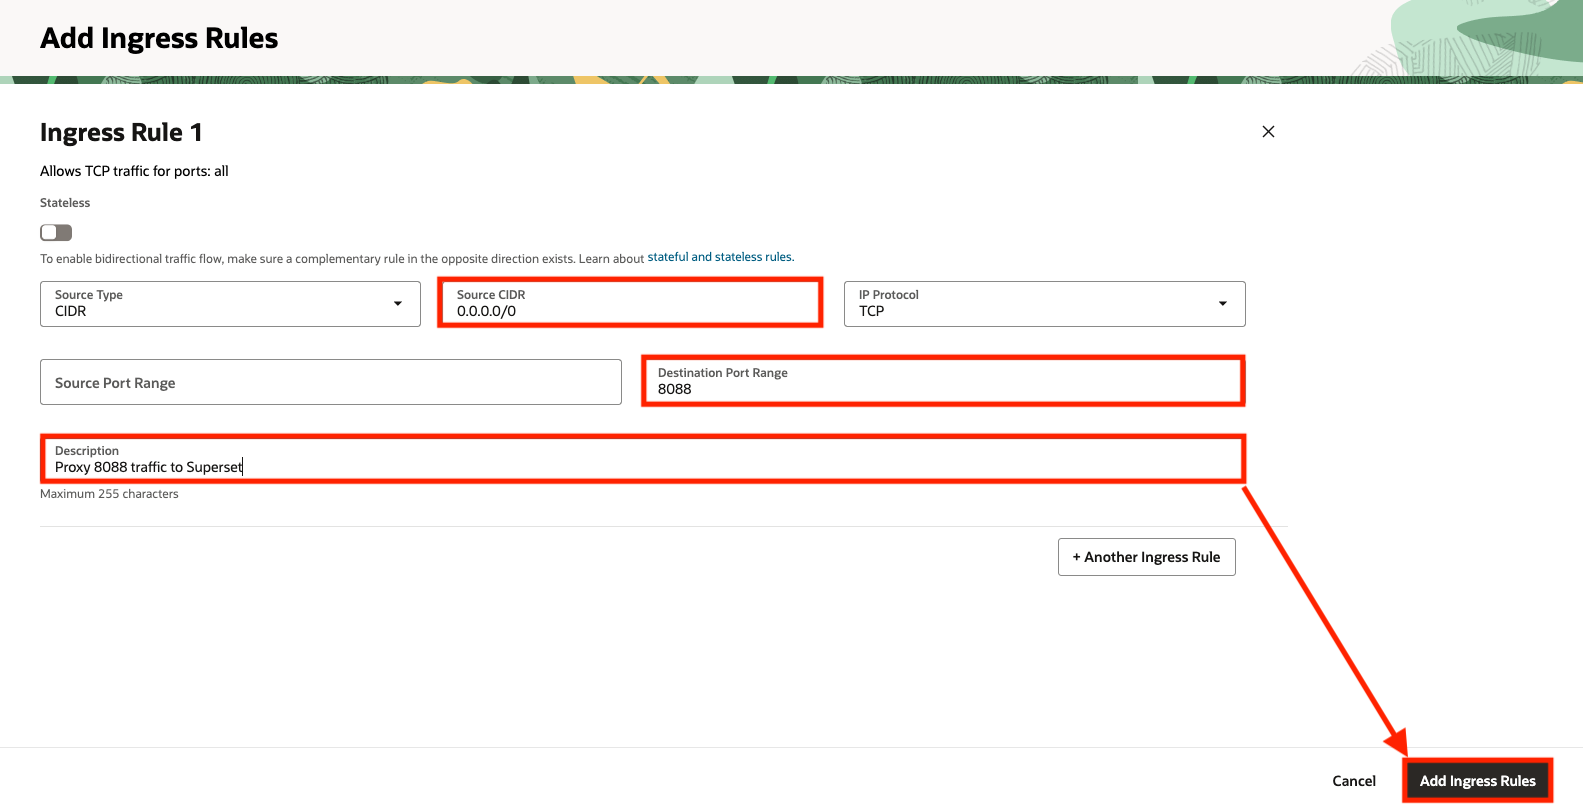 Add Ingress Rules
Ingress Rule 1
Allows TCP traffic for ports: all
Stateless
To enable bidirectional traffic flow, make sure a complementary rule in the opposite direction exists. Learn about stateful and stateless rules.
Source Type
CIDR
Source CIDR
0.0.0.0/0
IP Protocol
TCP
Source Port Range
Destination Port Range
8088
Description
Proxy 8088 traffic to Superset
Maximum 255 characters
+ Another Ingress Rule
Cancel
Add Ingress Rules